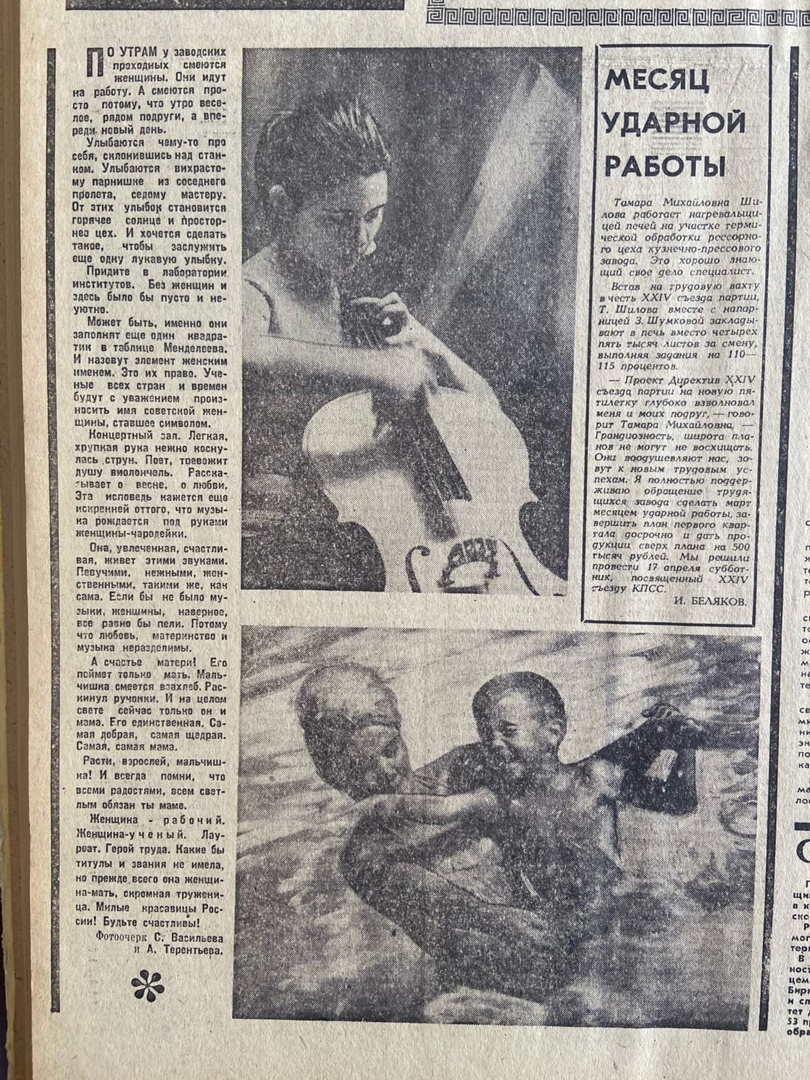 ПО УТРАМ у заводских
проходных смеются
женщины. Они идут
на работу. А смеются про-
сто потому, что утро весе-
лое, рядом подруги, а впе-
реди новый день.
Улыбаются чему-то про
себя, склонившись над стан-
ком. Улыбаются вихрасто-
му парнишке из соседнего
пролета, седому мастеру.
От этих улыбок становится
горячее солнце и простор-
нее цех. И хочется сделать
такое, чтобы заслужить
еще одну лукавую улыбку.
Придите в лаборатории
институтов. Без женщин и
здесь было бы пусто и не-
уютно.
Может быть, именно они
заполнят еще один квадра-
тик в таблице Менделеева.
И назовут элемент женским
именем. Это их право. Уче-
ные всех стран и времен
будут с уважением произ-
носить имя советской жен-
щины, ставшее символом.
Концертный зал. Легкая,
хрупкая рука нежно косну-
лась струн. Поет, тревожит
душу виолончель. Расска-
зывает о весне, о любви.
Эта исповедь кажется еще
искренней оттого, что музы-
ка рождается под руками
женщины-чародейки.
Она, увлеченная, счастли-
вая, живет этими звуками.
Певучими, нежными, жен-
ственными, такими же, как
сама. Если бы не было му-
зыки, женщины, наверное,
все равно бы пели. Потому
что любовь, материнство и
музыка неразделимы.
А счастье матери! Его
поймет только мать. Маль-
чишка смеется взахлеб. Рас-
кинул ручонки. И на целом
свете сейчас только он и
мама. Его единственная. Са-
мая добрая, самая щедрая.
Самая, самая мама.
Расти, взрослей, мальчиш-
ка! И всегда помни, что
всеми радостями, всем свет-
лым обязан ты маме.
Женщина - рабочий.
Женщина-ученый. Лау-
реат. Герой труда. Какие бы
титулы и звания не имела,
но прежде всего она женщи-
на-мать, скромная тружени-
ца. Милые красавицы Рос-
сии! Будьте счастливы!
Фотоочерк С. Васильева
и А. Терентьева.
МЕСЯЦ
УДАРНОЙ
РАБОТЫ
Тамара Михайловна Ши-
лова работает нагревальщи-
цей печей на участке терми-
ческой обработки рессорно-
го цеха кузнечно-прессового
завода. Это хорошо знаю-
щий свое дело специалист.
Встав на трудовую вахту
в честь XXIV съезда партии,
Т. Шилова вместе с напар-
ницей З. Шумковой заклады-
вают в печь вместо четырех
пять тысяч листов за смену,
выполняя задания на 110—
115 процентов.
— Проект Директив XXIV
съезда партии на новую пя-
тилетку глубоко взволновал
меня и моих подруг, — гово-
рит Тамара Михайловна. —
Грандиозность, широта пла-
нов не могут не восхищать.
Они воодушевляют нас, зо-
вут к новым трудовым ус-
пехам. Я полностью поддер-
живаю обращение трудя-
щихся завода сделать март
месяцем ударной работы, за-
вершить план первого квар-
тала досрочно и дать про-
дукции сверх плана на 500
тысяч рублей. Мы решили
провести 17 апреля суббот-
ник, посвященный XXIV
съезду КПСС.
И. БЕЛЯКОВ.